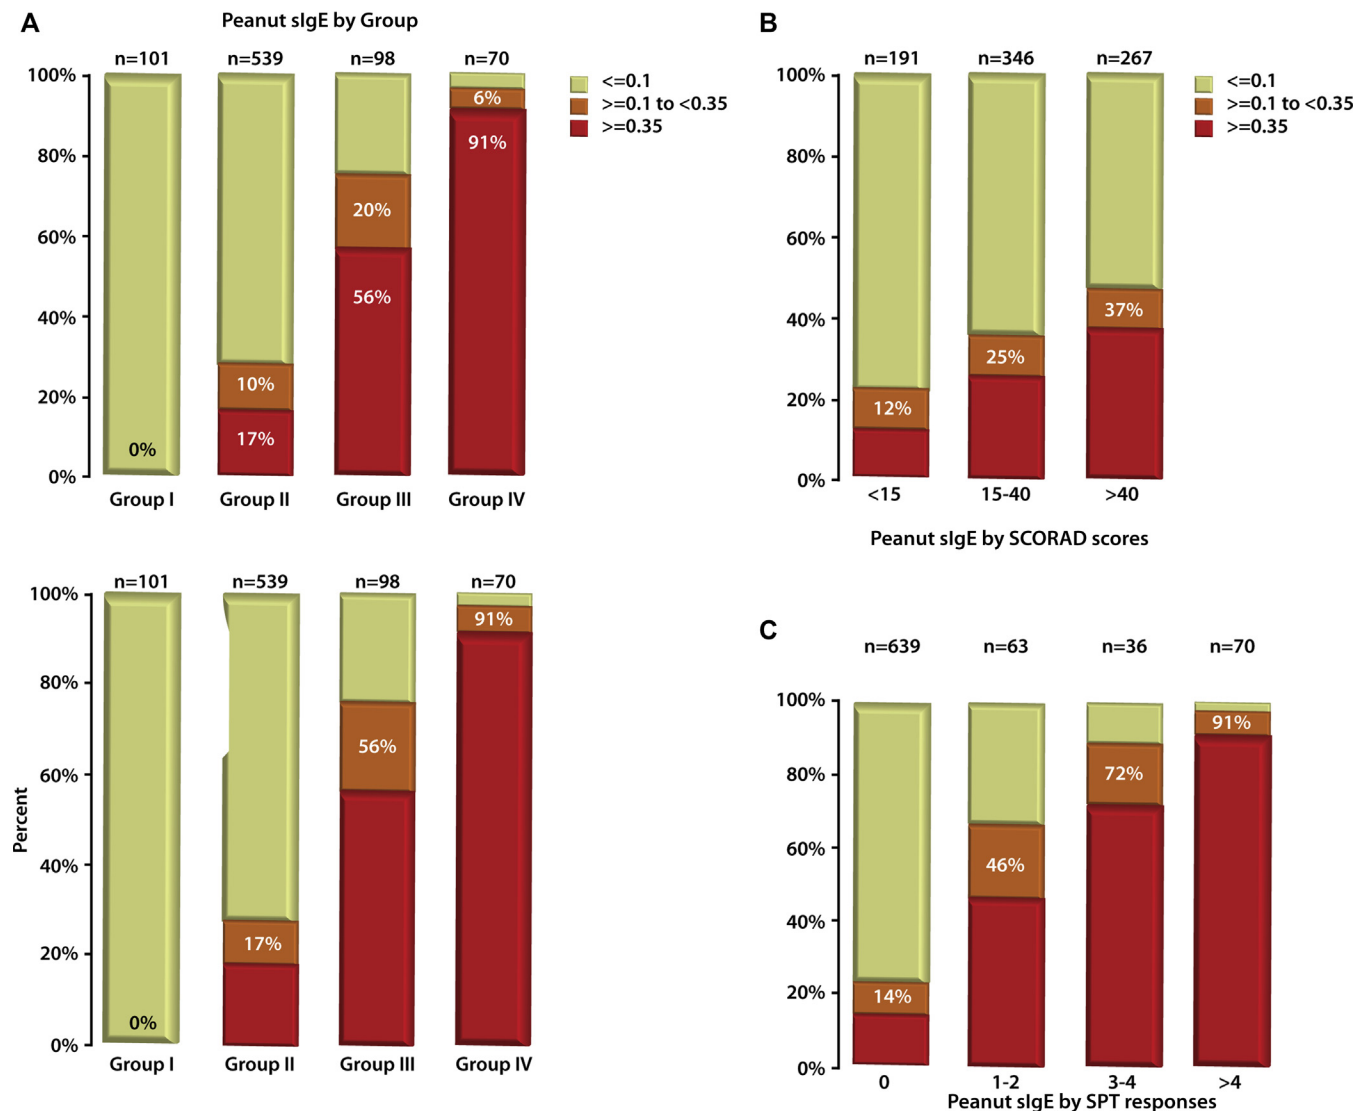 A
Peanut sIgE by Group
n=101 n=539 n=98 n=70
100%
80%
60%
40%
20%
0%
6%
91%
20%
56%
10%
17%
0%
Group I Group II Group III Group IV
<=0.1
>=0.1 to <0.35
>=0.35
n=101 n=539 n=98 n=70
100%
80%
60%
40%
20%
0%
Percent
91%
56%
17%
0%
Group I Group II Group III Group IV
B
n=191 n=346 n=267
100%
80%
60%
40%
20%
0%
37%
25%
12%
<15 15-40 >40
Peanut sIgE by SCORAD scores
<=0.1
>=0.1 to <0.35
>=0.35
C
n=639 n=63 n=36 n=70
100%
80%
60%
40%
20%
0%
91%
72%
46%
14%
0 1-2 3-4 >4
Peanut sIgE by SPT responses